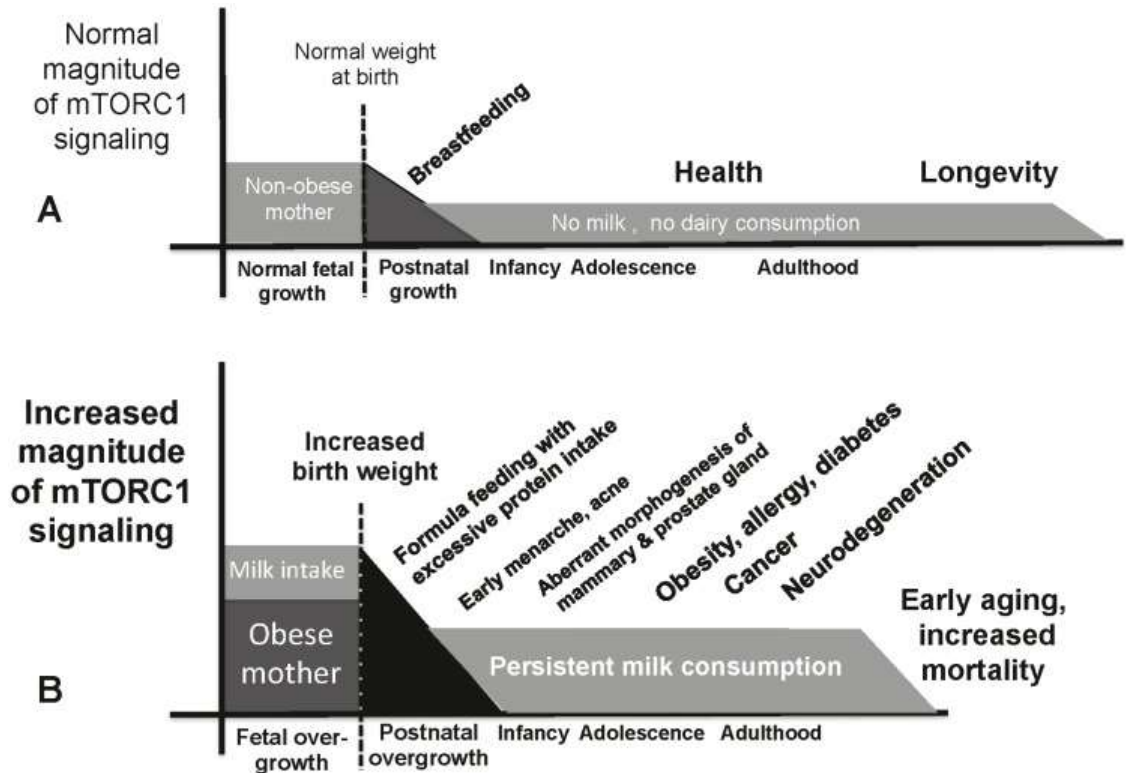 Normal
magnitude
of mTORC1
signaling
A
Normal weight
at birth
Breastfeeding
Health
Longevity
Non-obese
mother
No milk , no dairy consumption
Normal fetal
growth
Postnatal
growth
Infancy
Adolescence
Adulthood
Increased
magnitude
of mTORC1
signaling
B
Increased
birth weight
Formula feeding with
excessive protein intake
Early menarche, acne
Aberrant morphogenesis of
mammary & prostate gland
Obesity, allergy, diabetes
Cancer
Neurodegeneration
Early aging,
increased
mortality
Milk intake
Obese
mother
Persistent milk consumption
Fetal over-
growth
Postnatal
overgrowth
Infancy
Adolescence
Adulthood